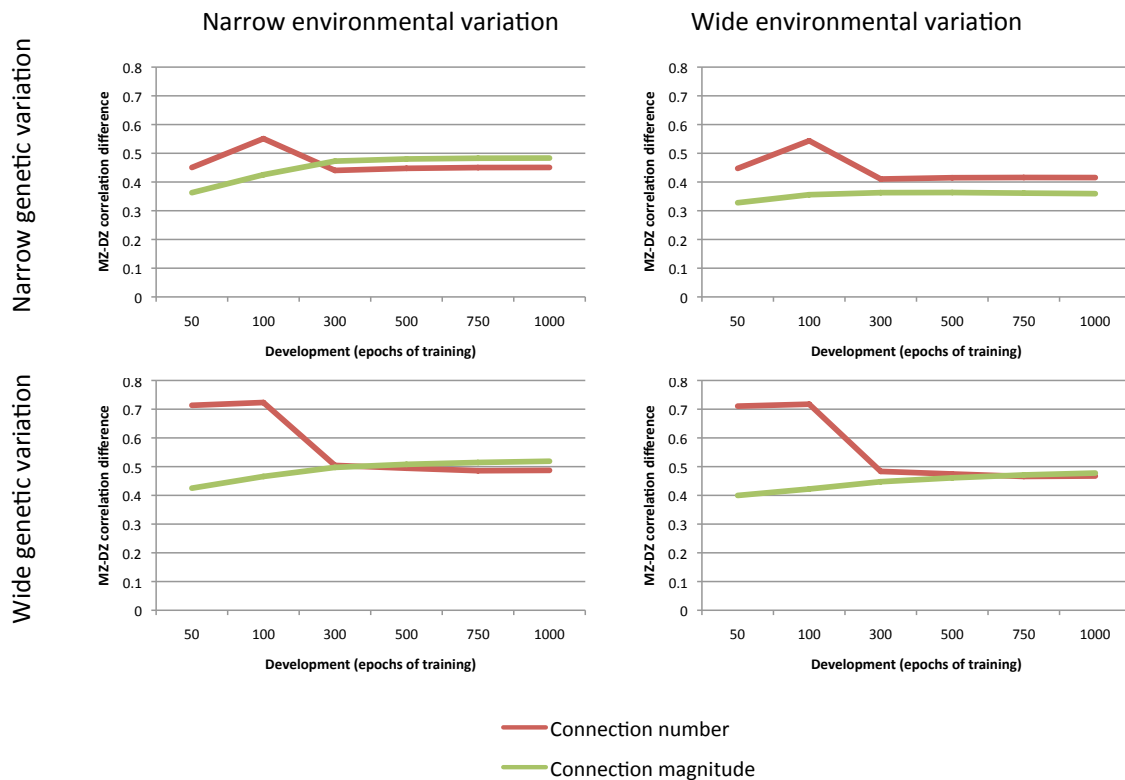 Narrow environmental variation
Wide environmental variation
Narrow genetic variation
MZ-DZ correlation difference
0.8
0.7
0.6
0.5
0.4
0.3
0.2
0.1
0
50 100 300 500 750 1000
Development (epochs of training)
MZ-DZ correlation difference
0.8
0.7
0.6
0.5
0.4
0.3
0.2
0.1
0
50 100 300 500 750 1000
Development (epochs of training)
Wide genetic variation
MZ-DZ correlation difference
0.8
0.7
0.6
0.5
0.4
0.3
0.2
0.1
0
50 100 300 500 750 1000
Development (epochs of training)
MZ-DZ correlation difference
0.8
0.7
0.6
0.5
0.4
0.3
0.2
0.1
0
50 100 300 500 750 1000
Development (epochs of training)
Connection number
Connection magnitude